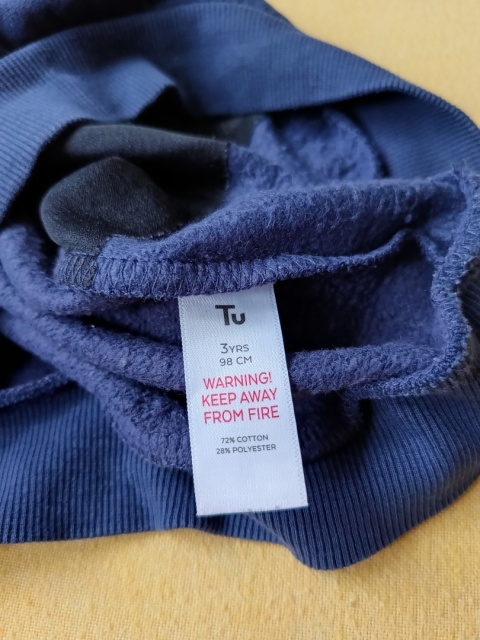 Tu
3YRS
98 CM
WARNING!
KEEP AWAY
FROM FIRE
72% COTTON
28% POLYESTER